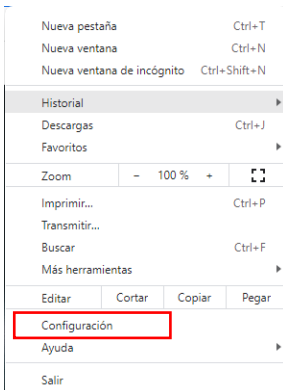 Nueva pestaña Ctrl+T
Nueva ventana Ctrl+N
Nueva ventana de incógnito Ctrl+Shift+N
Historial
Descargas Ctrl+J
Favoritos
Zoom - 100 % +
Imprimir... Ctrl+P
Transmitir...
Buscar Ctrl+F
Más herramientas
Editar Cortar Copiar Pegar
Configuración
Ayuda
Salir